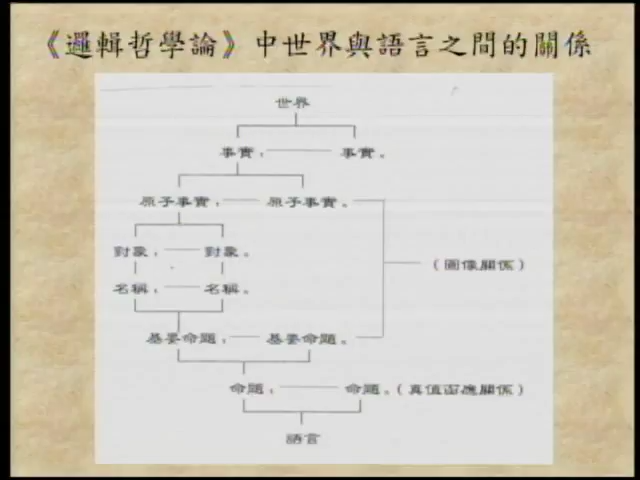 《邏輯哲學論》中世界與語言之間的關係
世界
事實 事實
原子事實 原子事實
對象 對象
（圖像關係）
名稱 名稱
基要命題 基要命題
命題 命題 （真值函應關係）
語言